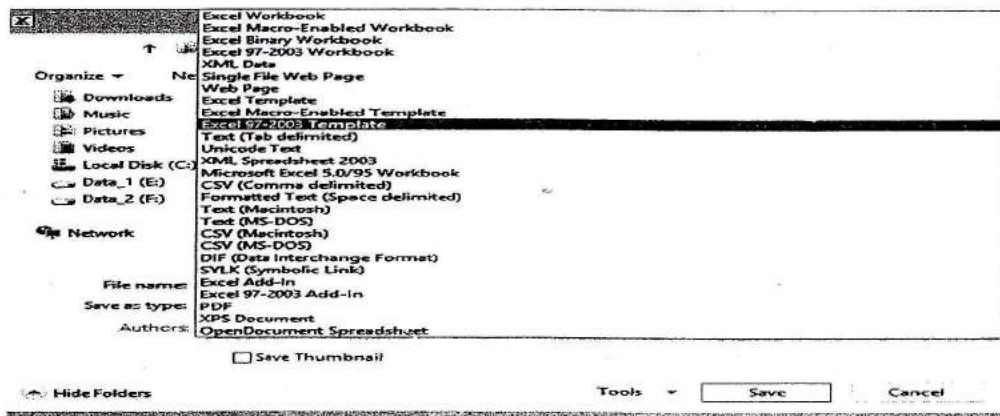 Excel Workbook
Excel Macro-Enabled Workbook
Excel Binary Workbook
Excel 97-2003 Workbook
XML Data
Organize Ne Single File Web Page
Web Page
Downloads Excel Template
Music Excel Macro-Enabled Template
Pictures Excel 97-2003 Template
Text (Tab delimited)
Videos Unicode Text
Local Disk (C:) XML Spreadsheet 2003
Microsoft Excel 5.0/95 Workbook
Data_1 (E:) CSV (Comma delimited)
Data_2 (F:) Formatted Text (Space delimited)
Text (Macintosh)
Text (MS-DOS)
Network CSV (Macintosh)
CSV (MS-DOS)
DIF (Data Interchange Format)
SYLK (Symbolic Link)
File name: Excel Add-In
Excel 97-2003 Add-In
Save as type: PDF
XPS Document
Authors: OpenDocument Spreadsheet
Save Thumbnail
Hide Folders Tools Save Cancel